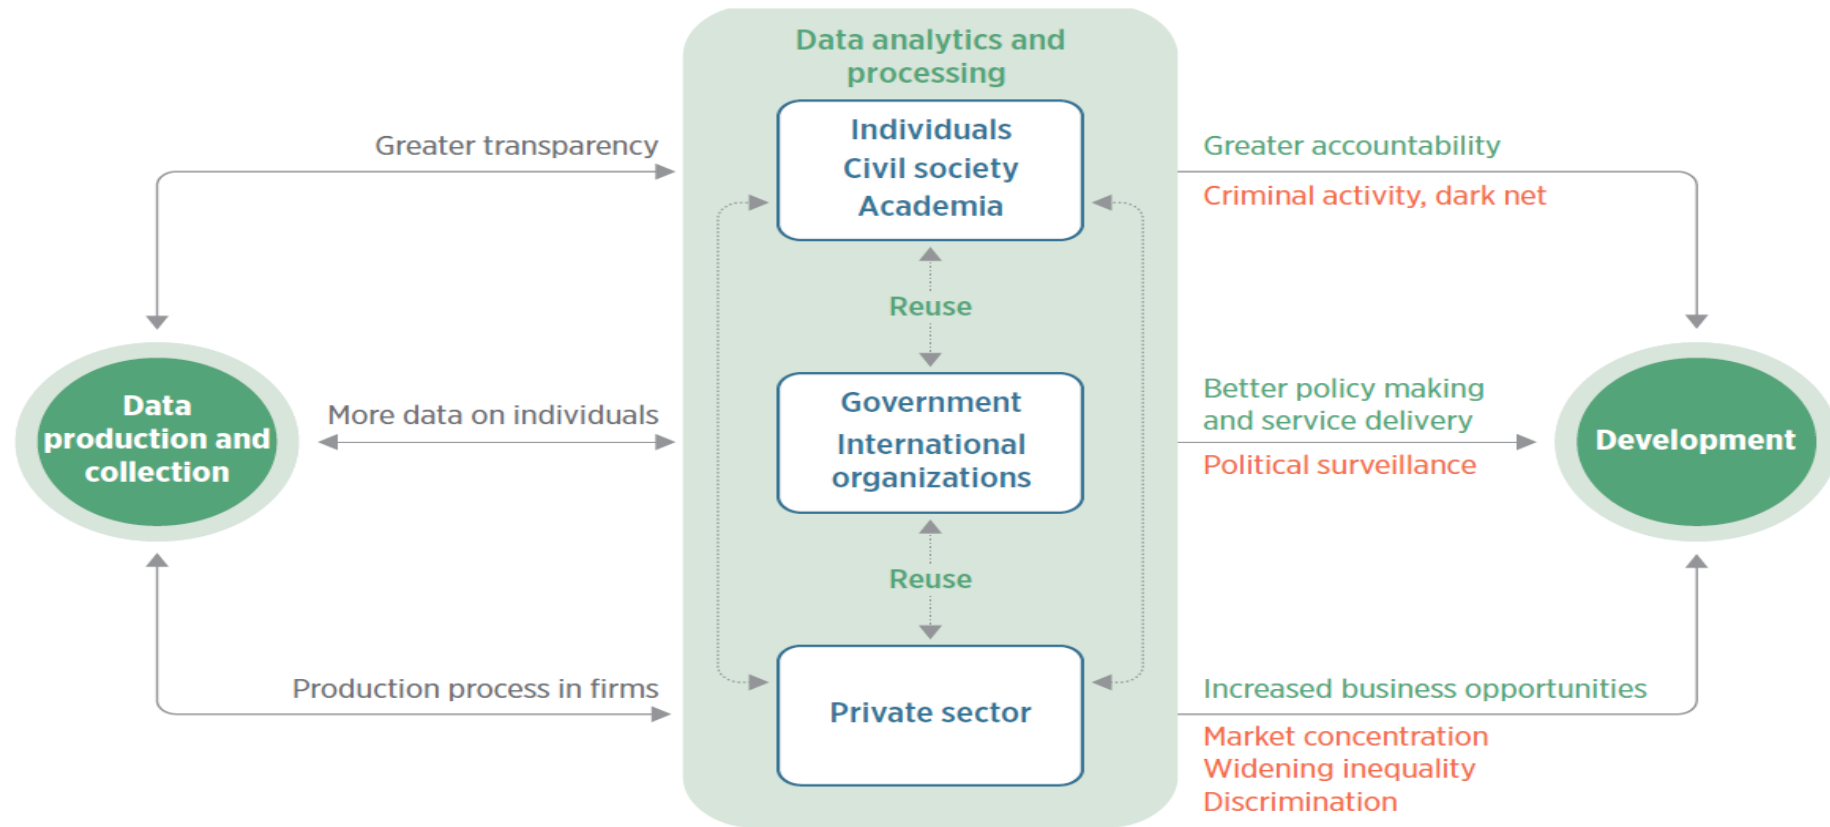 Data analytics and
processing
Individuals
Civil society
Academia
Greater transparency
Greater accountability
Criminal activity, dark net
Reuse
Data
production and
collection
More data on individuals
Government
International
organizations
Better policy making
and service delivery
Political surveillance
Development
Reuse
Production process in firms
Private sector
Increased business opportunities
Market concentration
Widening inequality
Discrimination